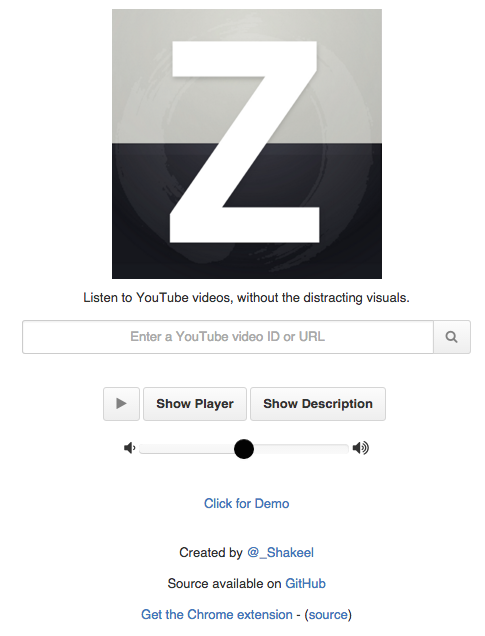 Z
Listen to YouTube videos, without the distracting visuals.
Enter a YouTube video ID or URL
Show Player Show Description
Click for Demo
Created by @_Shakeel
Source available on GitHub
Get the Chrome extension - (source)